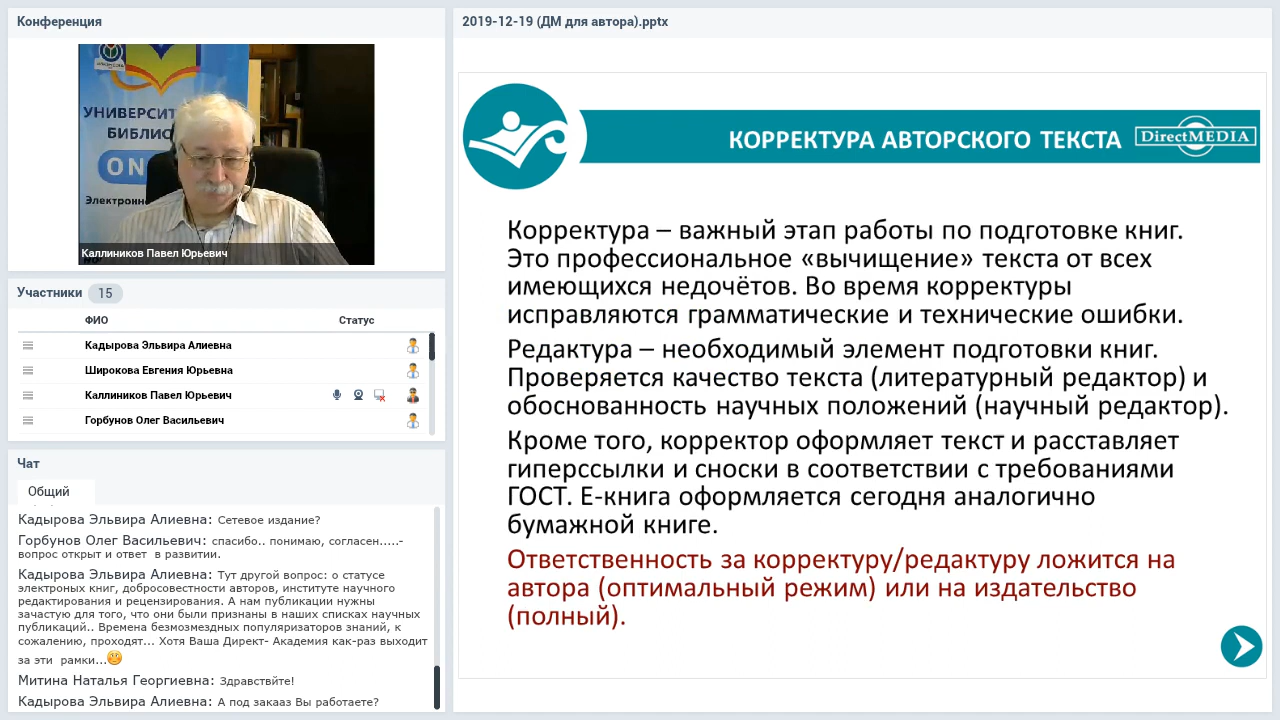 Конференция
УНИВЕРСИТ
БИБЛИО
ON
Электронн
Каллиников Павел Юрьевич
Участники 15
ФИО Статус
Кадырова Эльвира Алиевна
Широкова Евгения Юрьевна
Каллиников Павел Юрьевич
Горбунов Олег Васильевич
Чат
Общий
Кадырова Эльвира Алиевна: Сетевое издание?
Горбунов Олег Васильевич: спасибо.. понимаю, согласен.....-
вопрос открыт и ответ в развитии.
Кадырова Эльвира Алиевна: Тут другой вопрос: о статусе
электроных книг, добросовестности авторов, институте научного
редактирования и рецензирования. А нам публикации нужны
зачастую для того, что они были признаны в наших списках научных
публикаций.. Времена безмозмездных популяризаторов знаний, к
сожалению, проходят... Хотя Ваша Директ- Академия как-раз выходит
за эти рамки...
Митина Наталья Георгиевна: Здравствйте!
Кадырова Эльвира Алиевна: А под закааз Вы работаете?
2019-12-19 (ДМ для автора).pptx
КОРРЕКТУРА АВТОРСКОГО ТЕКСТА
DirectMEDIA
Корректура – важный этап работы по подготовке книг.
Это профессиональное «вычищение» текста от всех
имеющихся недочётов. Во время корректуры
исправляются грамматические и технические ошибки.
Редактура – необходимый элемент подготовки книг.
Проверяется качество текста (литературный редактор) и
обоснованность научных положений (научный редактор).
Кроме того, корректор оформляет текст и расставляет
гиперссылки и сноски в соответствии с требованиями
ГОСТ. Е-книга оформляется сегодня аналогично
бумажной книге.
Ответственность за корректуру/редактуру ложится на
автора (оптимальный режим) или на издательство
(полный).